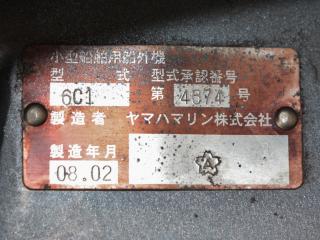 小型船舶用船外機
型式 型式承認番号
6C1 第 4674 号
製造者 ヤマハマリン株式会社
製造年月
08.02